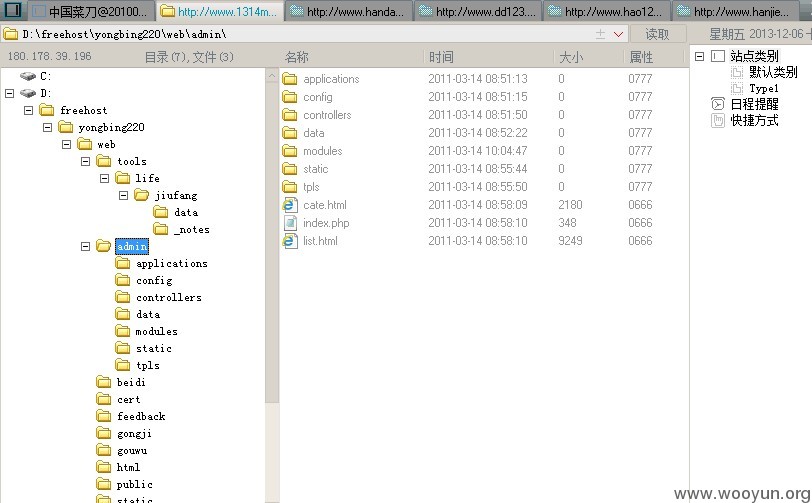 中国菜刀@20100... http://www.1314m... http://www.handa... http://www.dd123... http://www.hao12... http://www.hanjie...
D:\freehost\yongbing220\web\admin\ 读取 星期五 2013-12-06
180.178.39.196 目录(7),文件(3) 名称 时间 大小 属性
C:
D:
freehost
yongbing220
web
tools
life
jiufang
data
_notes
admin
applications
config
controllers
data
modules
static
tpls
beidi
cert
feedback
gongji
gouwu
html
public
static
applications 2011-03-14 08:51:13 0 0777
config 2011-03-14 08:51:15 0 0777
controllers 2011-03-14 08:51:50 0 0777
data 2011-03-14 08:52:22 0 0777
modules 2011-03-14 10:04:47 0 0777
static 2011-03-14 08:55:44 0 0777
tpls 2011-03-14 08:55:50 0 0777
cate.html 2011-03-14 08:58:09 2180 0666
index.php 2011-03-14 08:58:10 348 0666
list.html 2011-03-14 08:58:10 9249 0666
站点类别
默认类别
Type1
日程提醒
快捷方式
www.wooyun.org